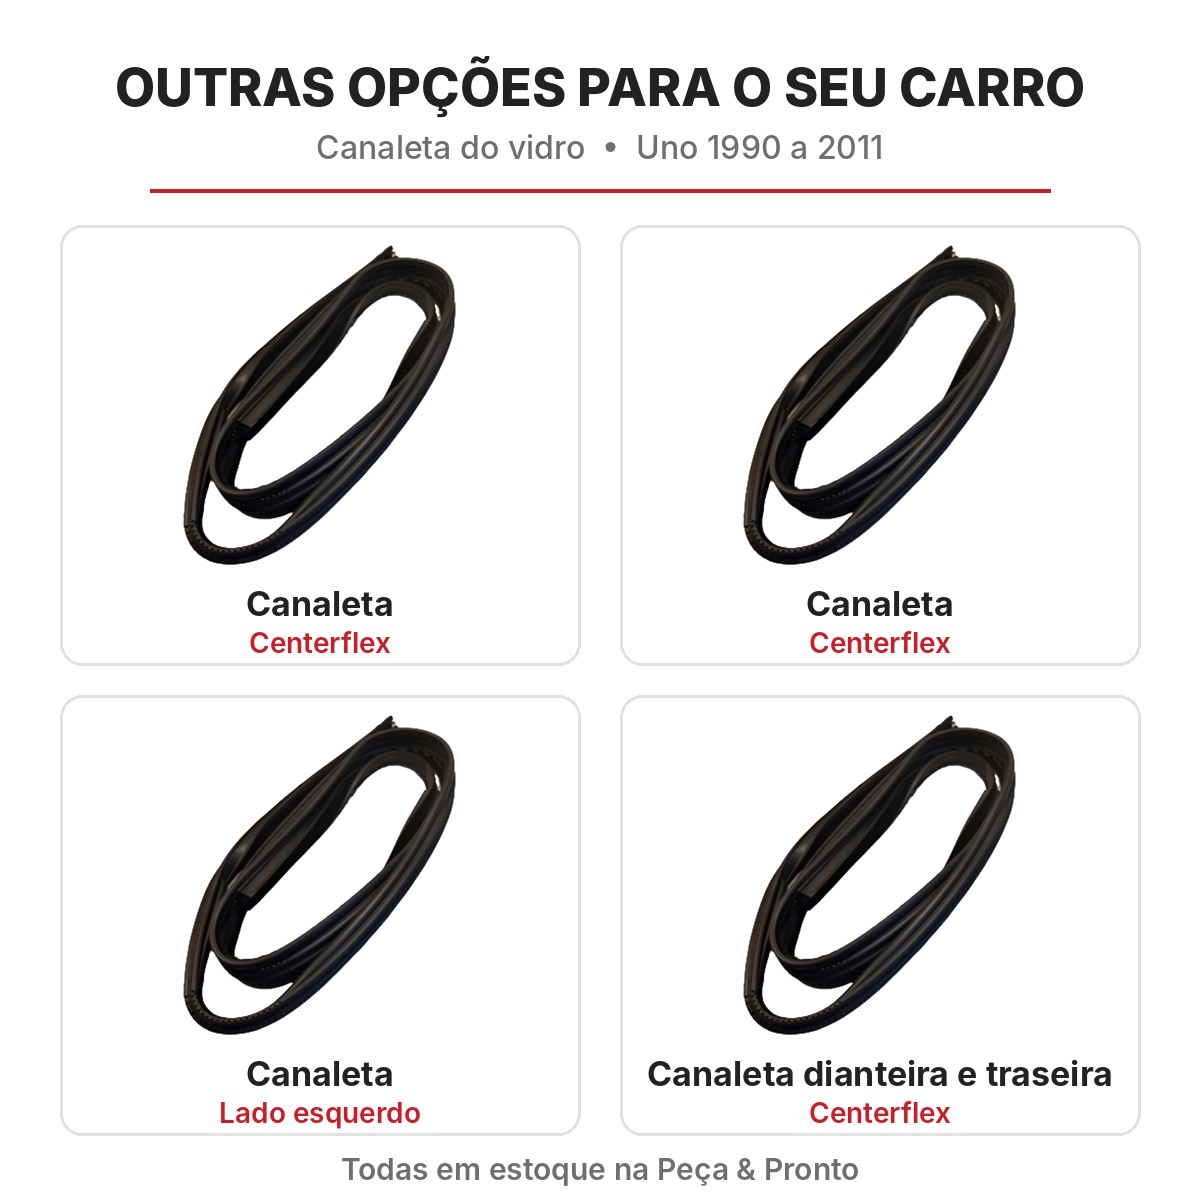 OUTRAS OPÇÕES PARA O SEU CARRO
Canaleta do vidro • Uno 1990 a 2011
Canaleta
Centerflex
Canaleta
Centerflex
Canaleta
Lado esquerdo
Canaleta dianteira e traseira
Centerflex
Todas em estoque na Peça & Pronto